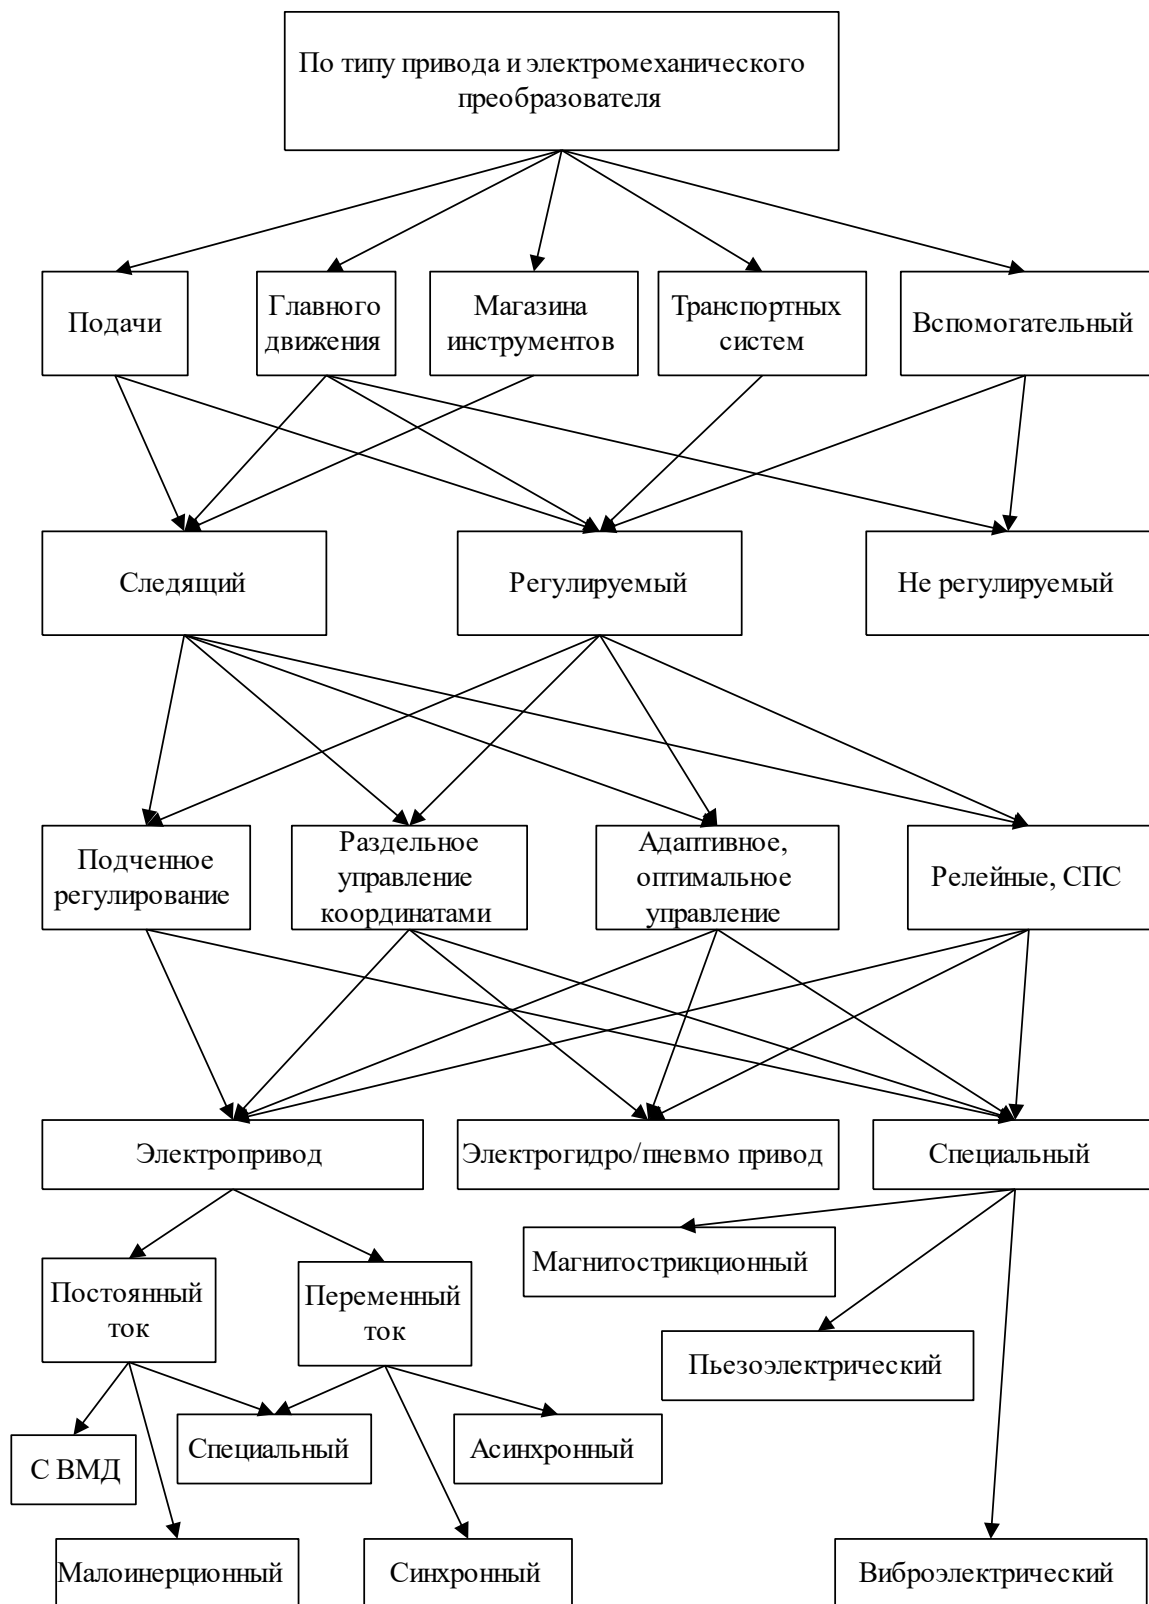 По типу привода и электромеханического
преобразователя
Подачи
Главного
движения
Магазина
инструментов
Транспортных
систем
Вспомогательный
Следящий
Регулируемый
Не регулируемый
Подченное
регулирование
Раздельное
управление
координатами
Адаптивное,
оптимальное
управление
Релейные, СПС
Электропривод
Электрогидро/пневмо привод
Специальный
Магнитострикционный
Постоянный
ток
Переменный
ток
Пьезоэлектрический
С ВМД
Специальный
Асинхронный
Малоинерционный
Синхронный
Виброэлектрический